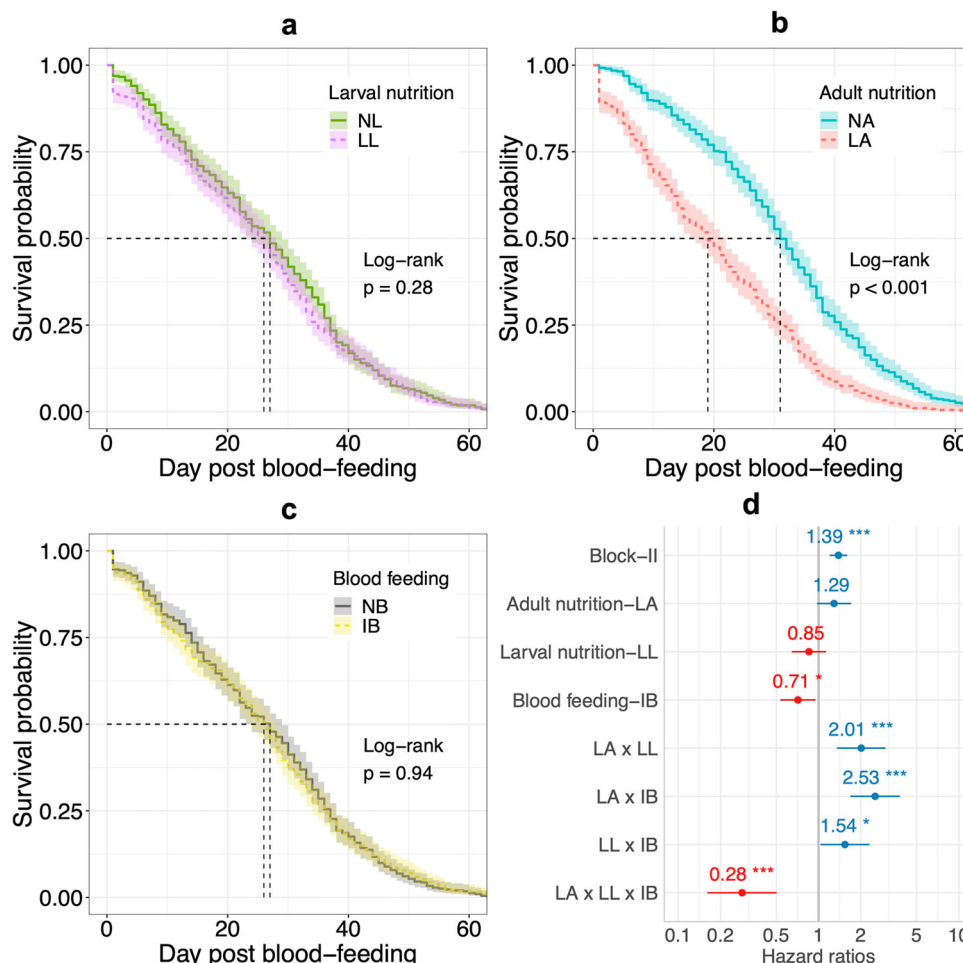 a
Survival probability
1.00
0.75
0.50
0.25
0.00
Larval nutrition
NL
LL
Log−rank
p = 0.28
0 20 40 60
Day post blood−feeding
b
Survival probability
1.00
0.75
0.50
0.25
0.00
Adult nutrition
NA
LA
Log−rank
p < 0.001
0 20 40 60
Day post blood−feeding
c
Survival probability
1.00
0.75
0.50
0.25
0.00
Blood feeding
NB
IB
Log−rank
p = 0.94
0 20 40 60
Day post blood−feeding
d
Block−II 1.39 ***
Adult nutrition−LA 1.29
Larval nutrition−LL 0.85
Blood feeding−IB 0.71 *
LA x LL 2.01 ***
LA x IB 2.53 ***
LL x IB 1.54 *
LA x LL x IB 0.28 ***
0.1 0.2 0.5 1 2 5 10
Hazard ratios